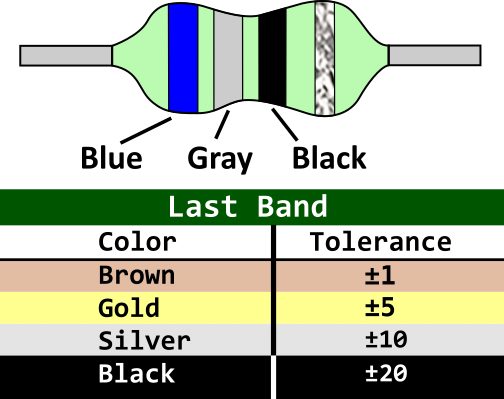 Blue Gray Black
Last Band
Color Tolerance
Brown ±1
Gold ±5
Silver ±10
Black ±20